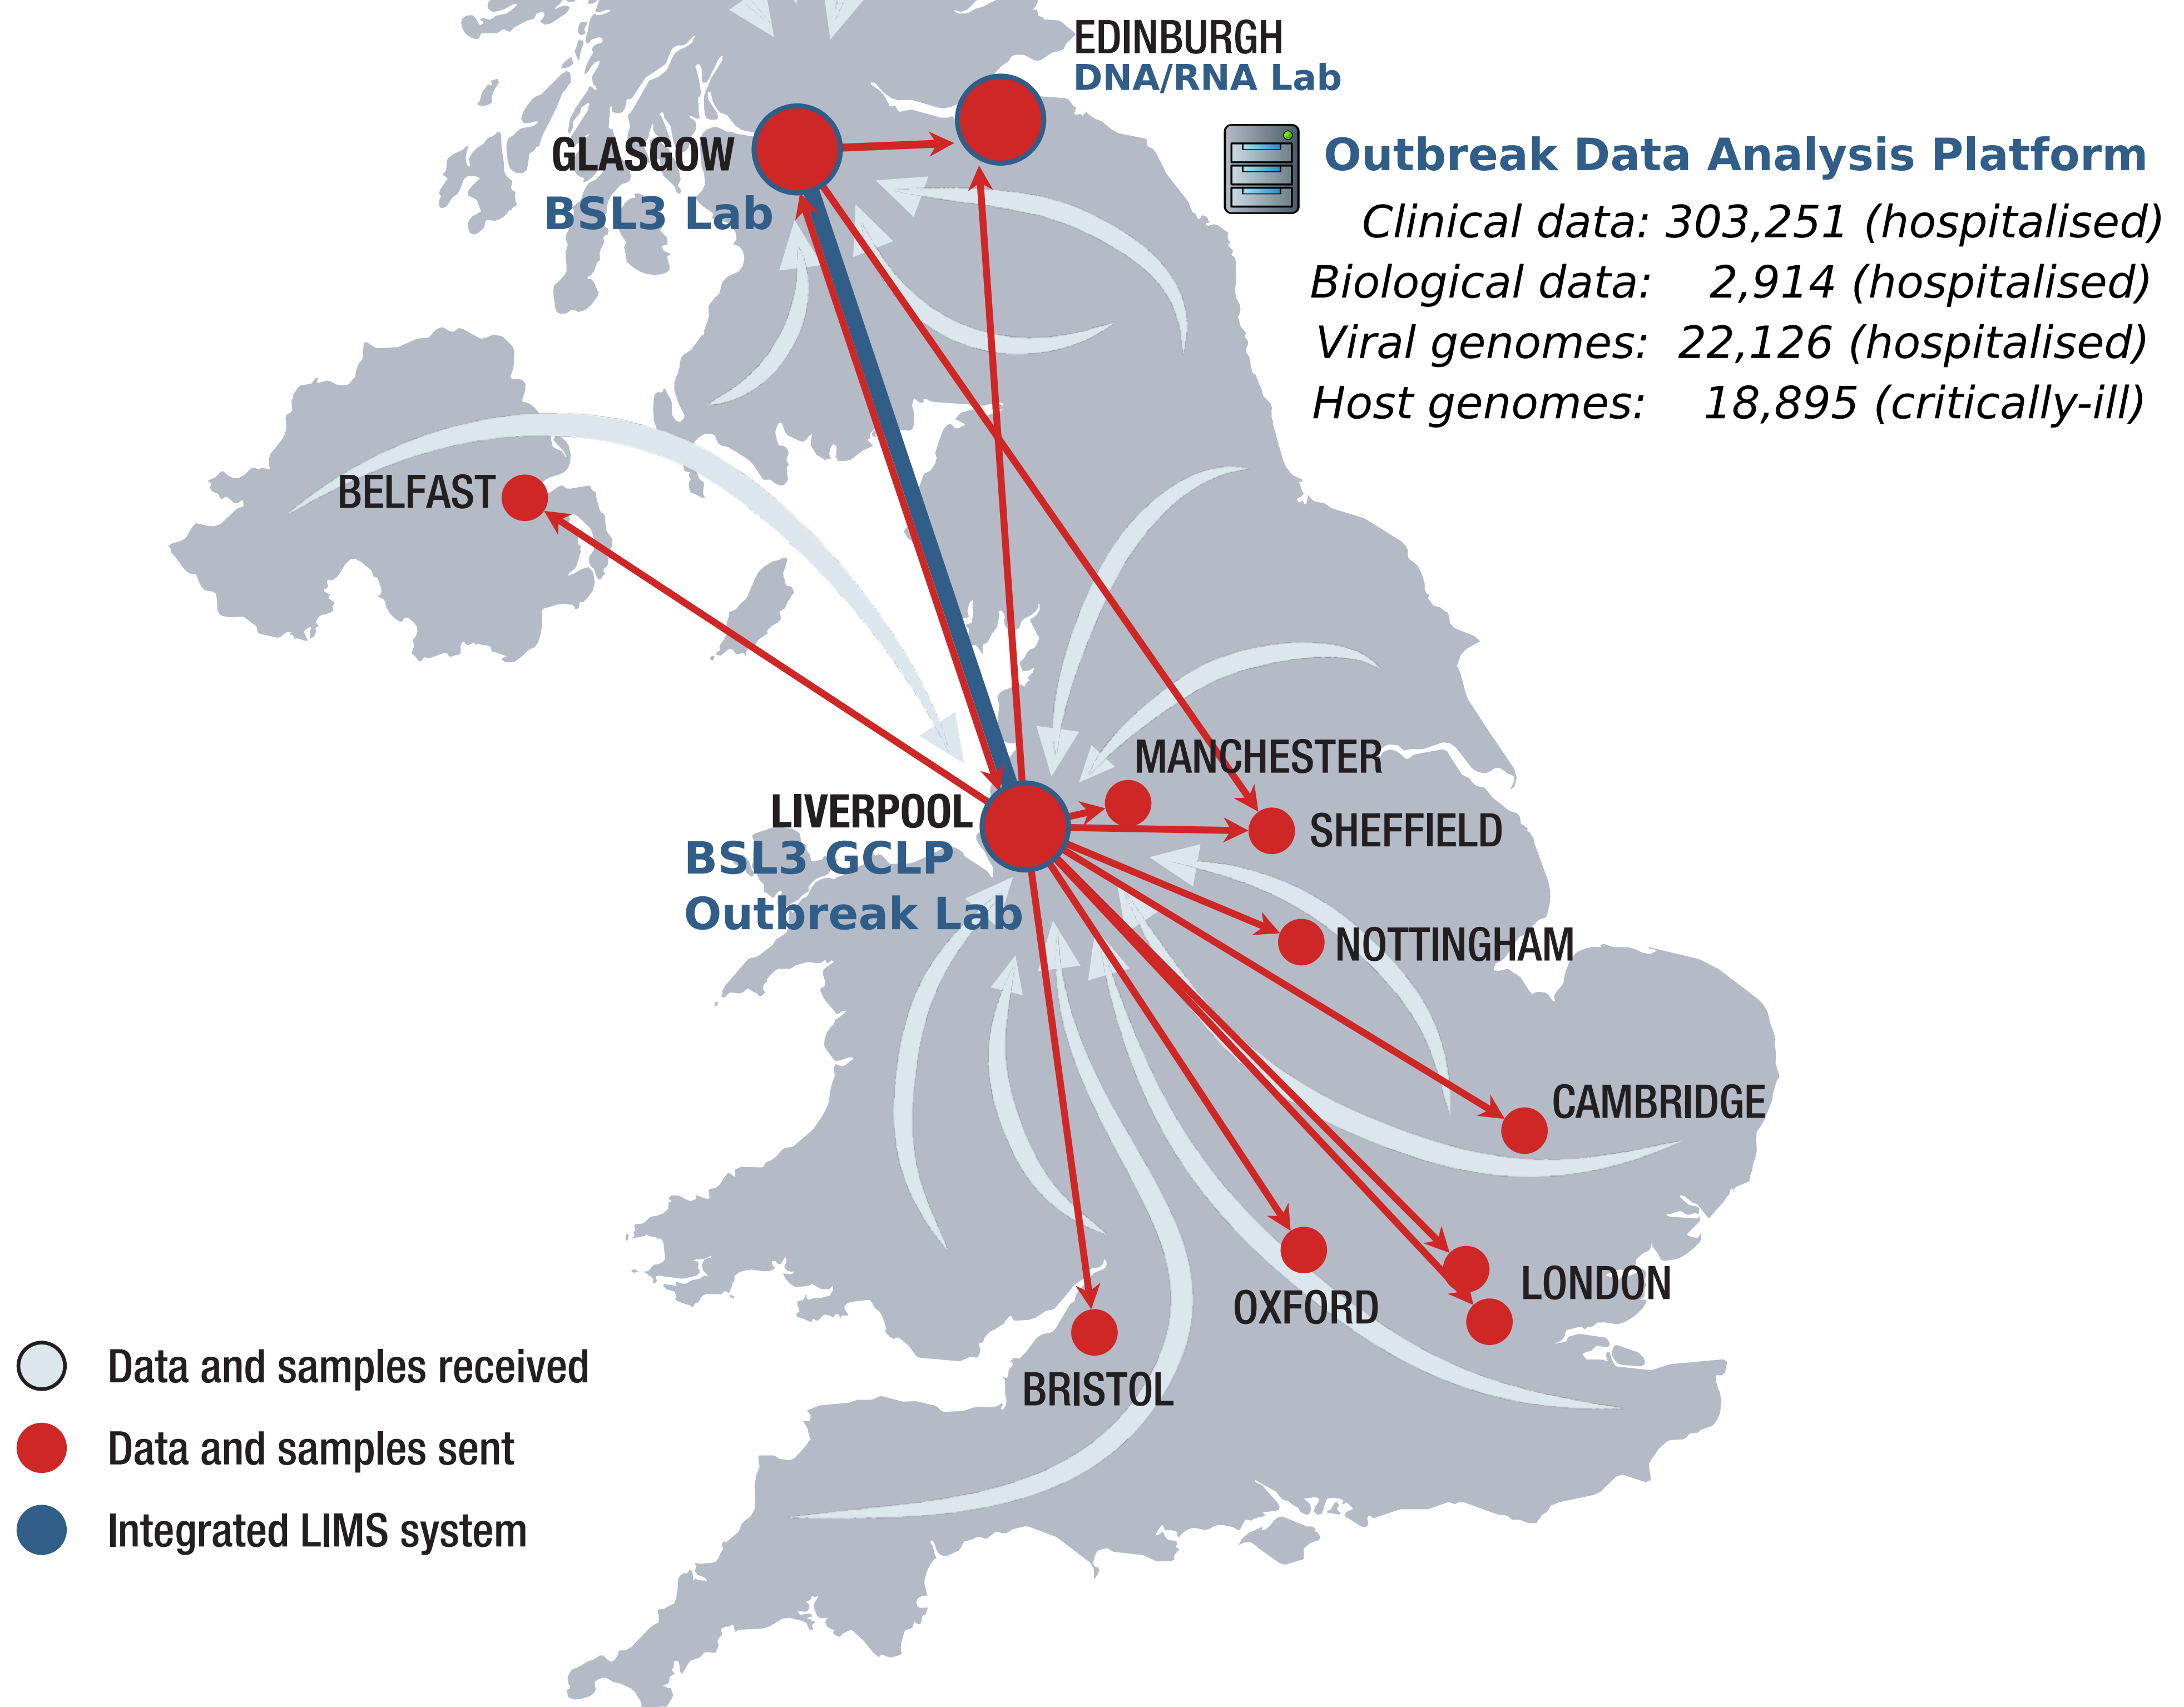 EDINBURGH
DNA/RNA Lab
GLASGOW
BSL3 Lab
Outbreak Data Analysis Platform
Clinical data: 303,251 (hospitalised)
Biological data: 2,914 (hospitalised)
Viral genomes: 22,126 (hospitalised)
Host genomes: 18,895 (critically-ill)
BELFAST
MANCHESTER
LIVERPOOL
BSL3 GCLP
Outbreak Lab
SHEFFIELD
NOTTINGHAM
CAMBRIDGE
LONDON
OXFORD
BRISTOL
Data and samples received
Data and samples sent
Integrated LIMS system